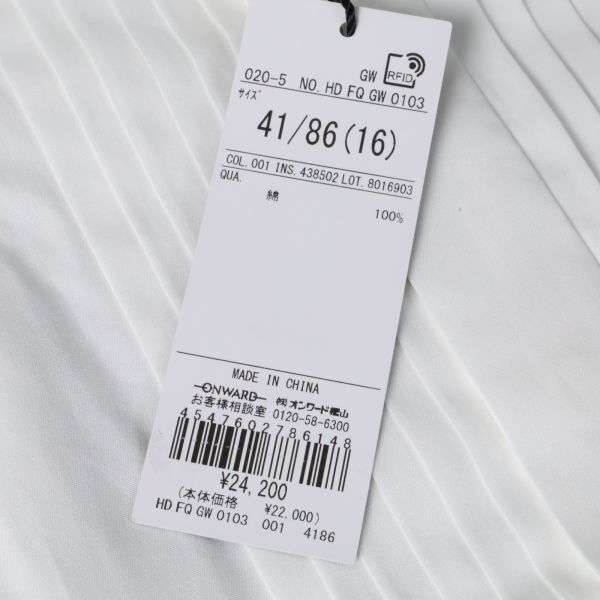 GW RFID
020-5 NO. HD FQ GW 0103
サイズ
41/86(16)
COL. 001 INS. 438502 LOT. 8016903
QUA.
綿 100%
MADE IN CHINA
ONWARD ㈱オンワード樫山
お客様相談室 0120-58-6300
4547602786148
¥24,200
(本体価格 ¥22,000)
HD FQ GW 0103 001 4186